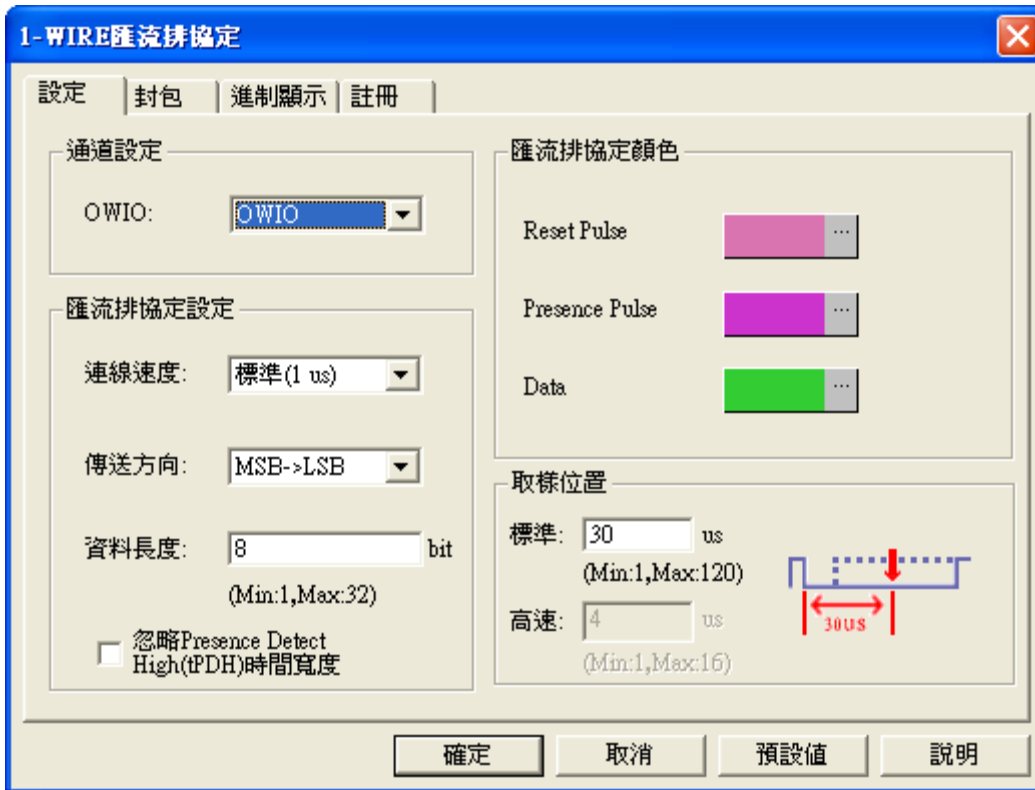 1-WIRE匯流排協定
設定 封包 進制顯示 註冊
通道設定
OWIO: OWIO
匯流排協定設定
連線速度: 標準(1 us)
傳送方向: MSB->LSB
資料長度: 8 bit
(Min:1,Max:32)
忽略Presence Detect
High(tPDH)時間寬度
匯流排協定顏色
Reset Pulse ...
Presence Pulse ...
Data ...
取樣位置
標準: 30 us
(Min:1,Max:120)
高速: 4 us
(Min:1,Max:16)
30US
確定 取消 預設值 說明